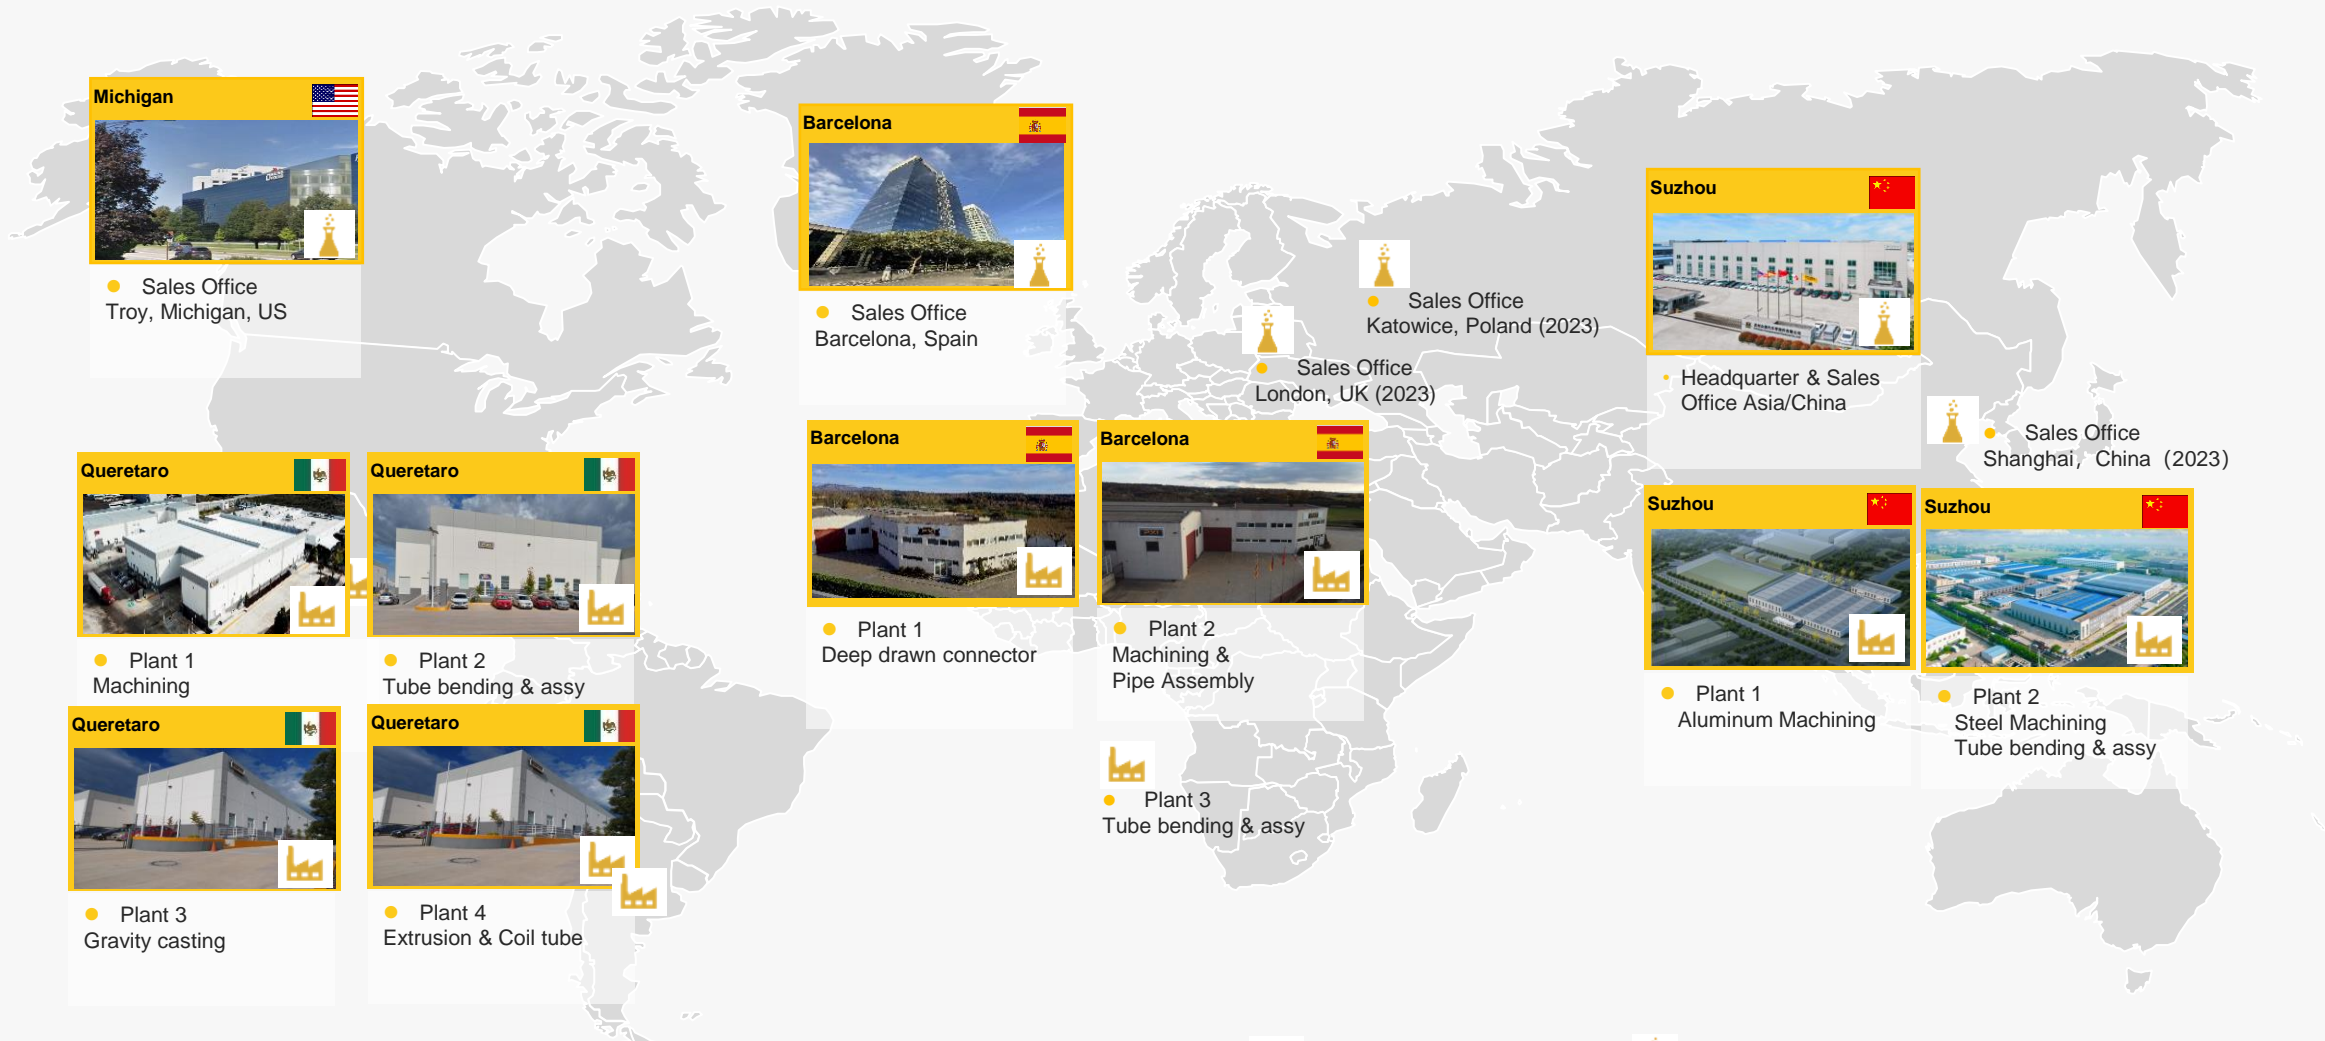 Michigan
● Sales Office
Troy, Michigan, US
Barcelona
● Sales Office
Barcelona, Spain
● Sales Office
Katowice, Poland (2023)
● Sales Office
London, UK (2023)
Suzhou
• Headquarter & Sales
Office Asia/China
● Sales Office
Shanghai, China (2023)
Queretaro
● Plant 1
Machining
Queretaro
● Plant 2
Tube bending & assy
Queretaro
● Plant 3
Gravity casting
Queretaro
● Plant 4
Extrusion & Coil tube
Barcelona
● Plant 1
Deep drawn connector
Barcelona
● Plant 2
Machining &
Pipe Assembly
● Plant 3
Tube bending & assy
Suzhou
● Plant 1
Aluminum Machining
Suzhou
● Plant 2
Steel Machining
Tube bending & assy